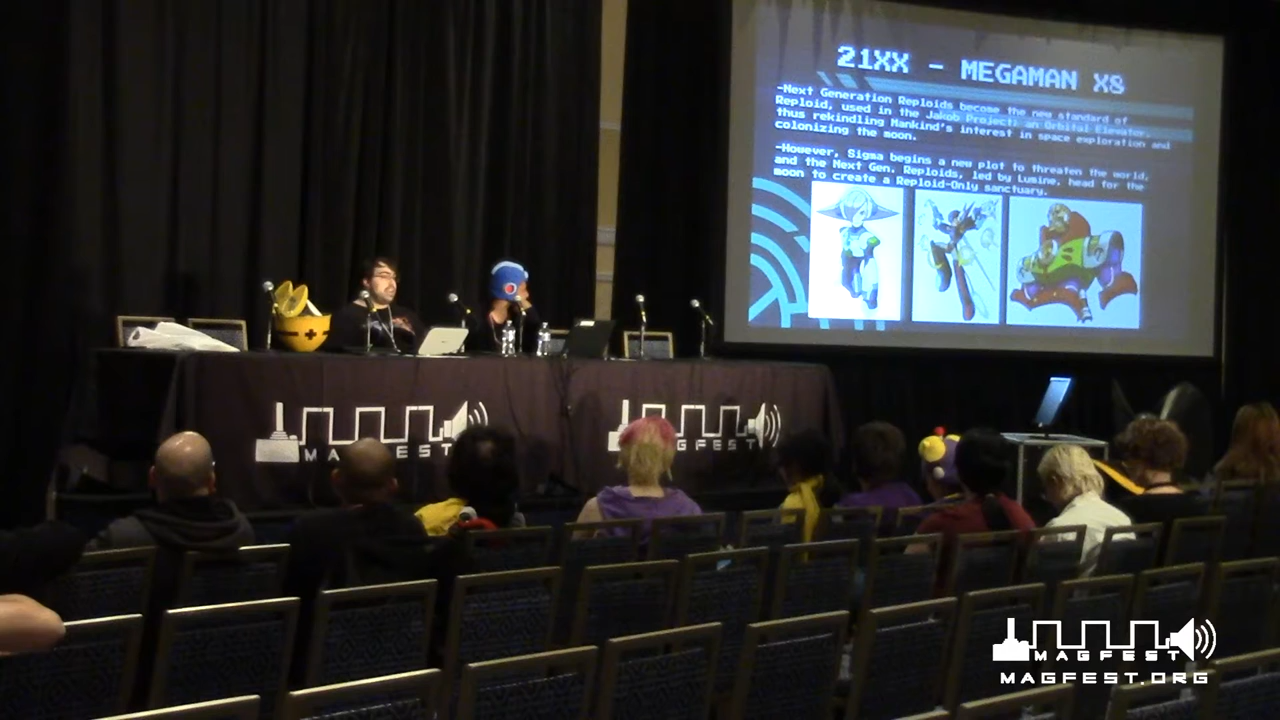 21XX - MEGAMAN X8
-Next Generation Reploids become the new standard of
Reploid, used in the Jakob Project; an Orbital Elevator,
thus rekindling Mankind's interest in space exploration and
colonizing the moon.
-However, Sigma begins a new plot to threaten the world,
and the Next Gen. Reploids, led by Lumine, head for the
moon to create a Reploid-Only sanctuary.
MAGFEST
MAGFEST
MAGFEST
MAGFEST.ORG